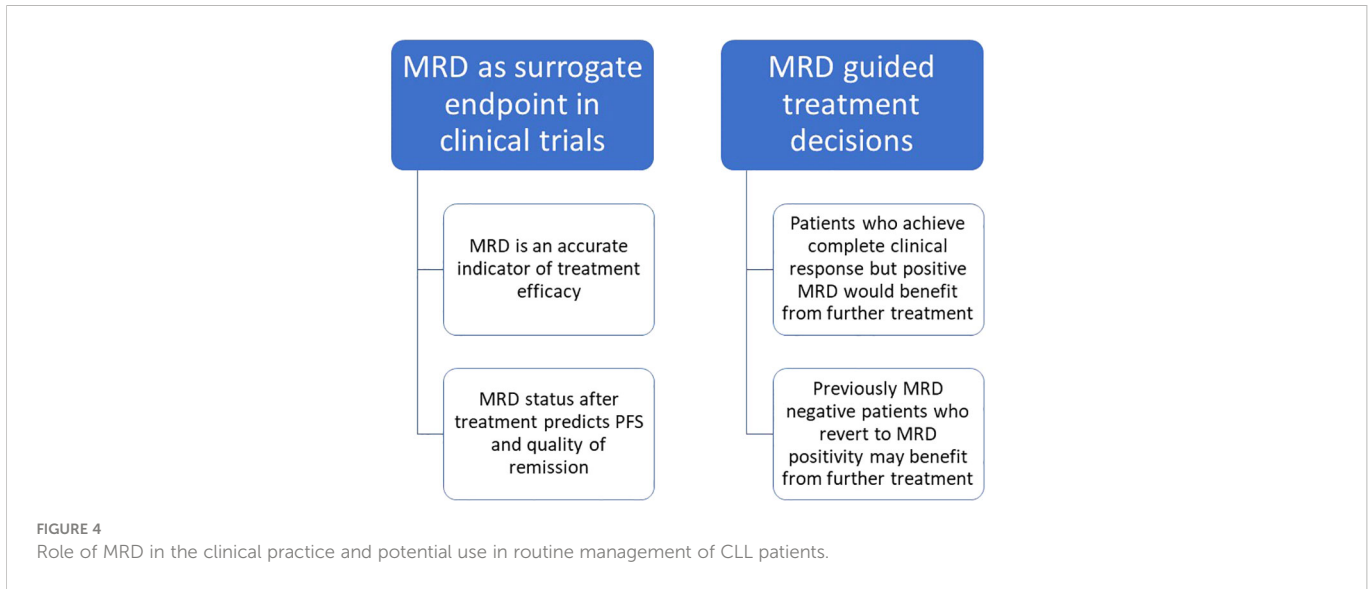 MRD as surrogate
endpoint in
clinical trials
MRD is an accurate
indicator of treatment
efficacy
MRD status after
treatment predicts PFS
and quality of
remission
MRD guided
treatment
decisions
Patients who achieve
complete clinical
response but positive
MRD would benefit
from further treatment
Previously MRD
negative patients who
revert to MRD
positivity may benefit
from further treatment
FIGURE 4
Role of MRD in the clinical practice and potential use in routine management of CLL patients.